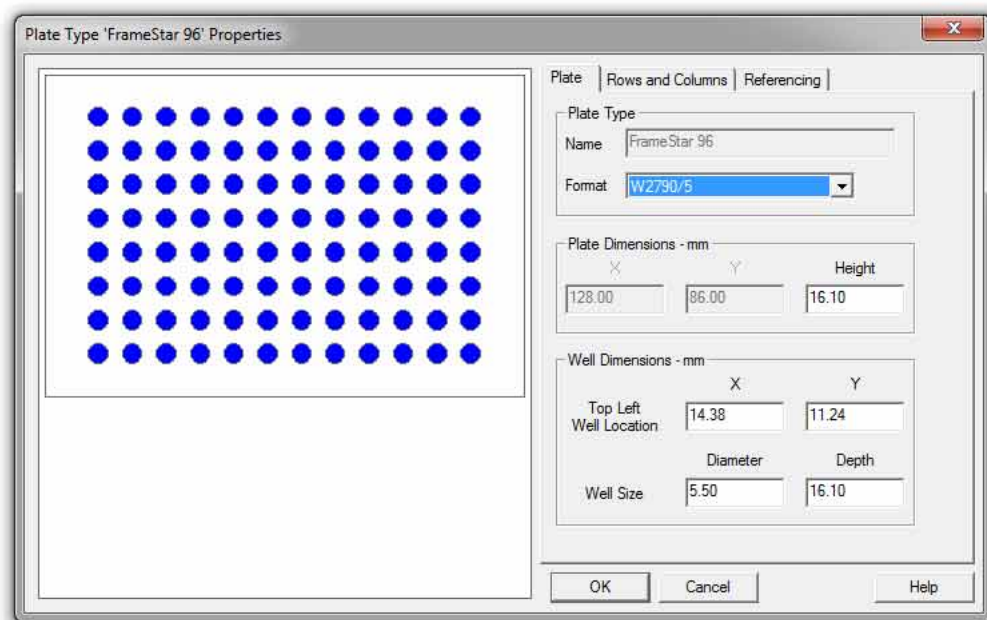 Plate Type 'FrameStar 96' Properties
Plate
Rows and Columns
Referencing
Plate Type
Name
FrameStar 96
Format
W2790/5
Plate Dimensions - mm
X Y Height
128.00 86.00 16.10
Well Dimensions - mm
X Y
Top Left
Well Location
14.38 11.24
Diameter Depth
Well Size 5.50 16.10
OK Cancel Help